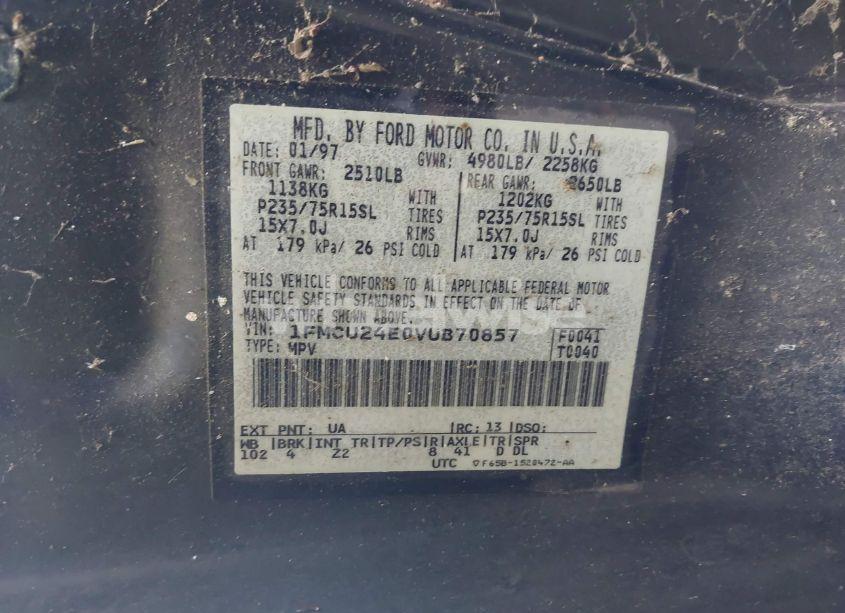 MFD. BY FORD MOTOR CO. IN U.S.A.
DATE: 01/97 GVWR: 4980LB/ 2258KG
FRONT GAWR: 2510LB REAR GAWR: 2650LB
1138KG WITH 1202KG WITH
P235/75R15SL TIRES P235/75R15SL TIRES
15X7.0J RIMS 15X7.0J RIMS
AT 179 kPa/ 26 PSI COLD AT 179 kPa/ 26 PSI COLD
THIS VEHICLE CONFORMS TO ALL APPLICABLE FEDERAL MOTOR
VEHICLE SAFETY STANDARDS IN EFFECT ON THE DATE OF
MANUFACTURE SHOWN ABOVE.
VIN: 1FMCU24E0VUB70857 F0041
TYPE: MPV T0040
EXT PNT: UA RC: 13 DSO:
WB BRK INT TR TP/PS R AXLE TR SPR
102 4 Z2 8 41 D DL
UTC F65B-1520472-AA